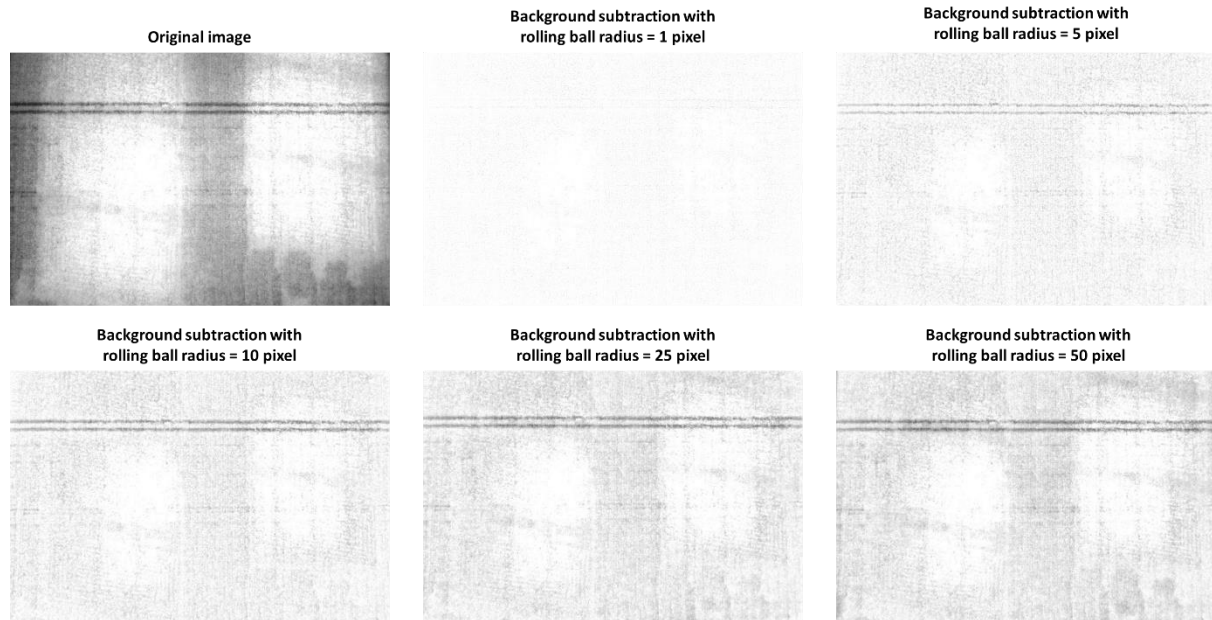 Original image
Background subtraction with
rolling ball radius = 1 pixel
Background subtraction with
rolling ball radius = 5 pixel
Background subtraction with
rolling ball radius = 10 pixel
Background subtraction with
rolling ball radius = 25 pixel
Background subtraction with
rolling ball radius = 50 pixel